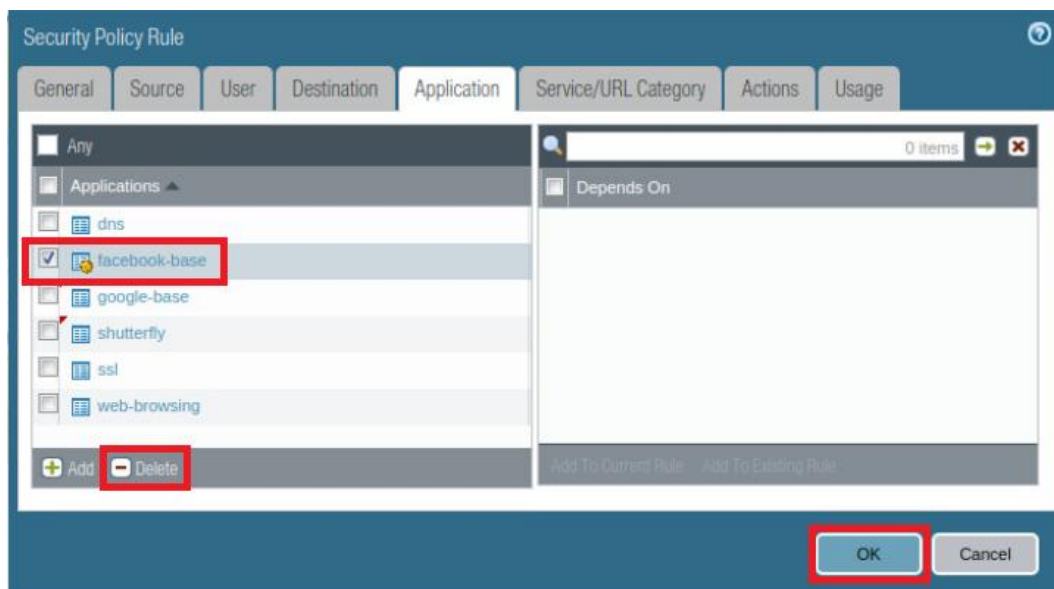 Security Policy Rule
General Source User Destination Application Service/URL Category Actions Usage
Any
0 items
Applications
Depends On
dns
facebook-base
google-base
shutterfly
ssl
web-browsing
Add Delete
Add To Current Rule Add To Existing Rule
OK Cancel